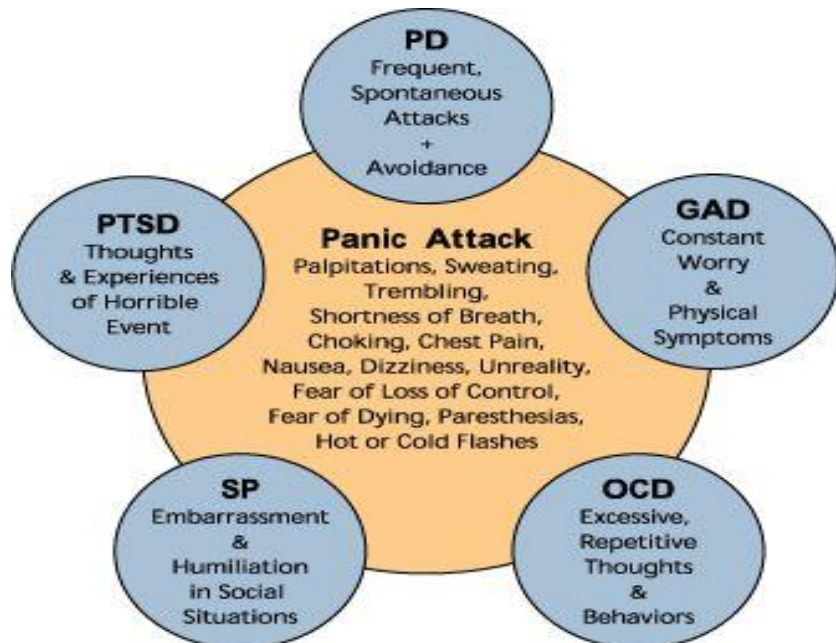 PD
Frequent,
Spontaneous
Attacks
+
Avoidance
PTSD
Thoughts
& Experiences
of Horrible
Event
GAD
Constant
Worry
&
Physical
Symptoms
Panic Attack
Palpitations, Sweating,
Trembling,
Shortness of Breath,
Choking, Chest Pain,
Nausea, Dizziness, Unreality,
Fear of Loss of Control,
Fear of Dying, Paresthesias,
Hot or Cold Flashes
SP
Embarrassment
&
Humiliation
in Social
Situations
OCD
Excessive,
Repetitive
Thoughts
&
Behaviors